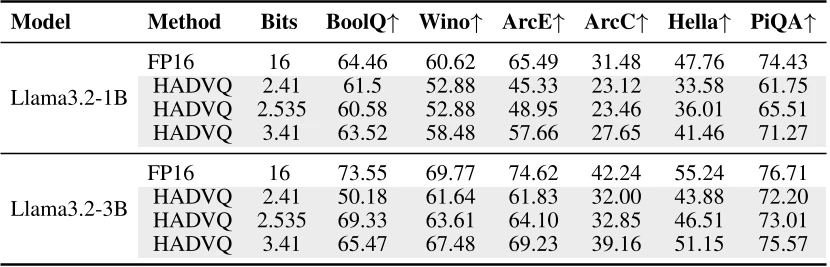 Model Method Bits BoolQ↑ Wino↑ ArcE↑ ArcC↑ Hella↑ PiQA↑
Llama3.2-1B
FP16 16 64.46 60.62 65.49 31.48 47.76 74.43
HADVQ 2.41 61.5 52.88 45.33 23.12 33.58 61.75
HADVQ 2.535 60.58 52.88 48.95 23.46 36.01 65.51
HADVQ 3.41 63.52 58.48 57.66 27.65 41.46 71.27
Llama3.2-3B
FP16 16 73.55 69.77 74.62 42.24 55.24 76.71
HADVQ 2.41 50.18 61.64 61.83 32.00 43.88 72.20
HADVQ 2.535 69.33 63.61 64.10 32.85 46.51 73.01
HADVQ 3.41 65.47 67.48 69.23 39.16 51.15 75.57